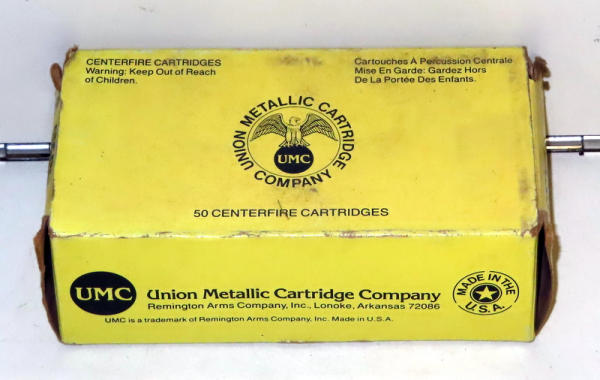 CENTERFIRE CARTRIDGES
Warning: Keep Out of Reach
of Children.
Cartouches À Percussion Centrale
Mise En Garde: Gardez Hors
De La Portée Des Enfants.
UNION METALLIC CARTRIDGE
COMPANY
UMC
50 CENTERFIRE CARTRIDGES
UMC
Union Metallic Cartridge Company
Remington Arms Company, Inc., Lonoke, Arkansas 72086
UMC is a trademark of Remington Arms Company, Inc. Made in U.S.A.
MADE IN THE
U.S.A.